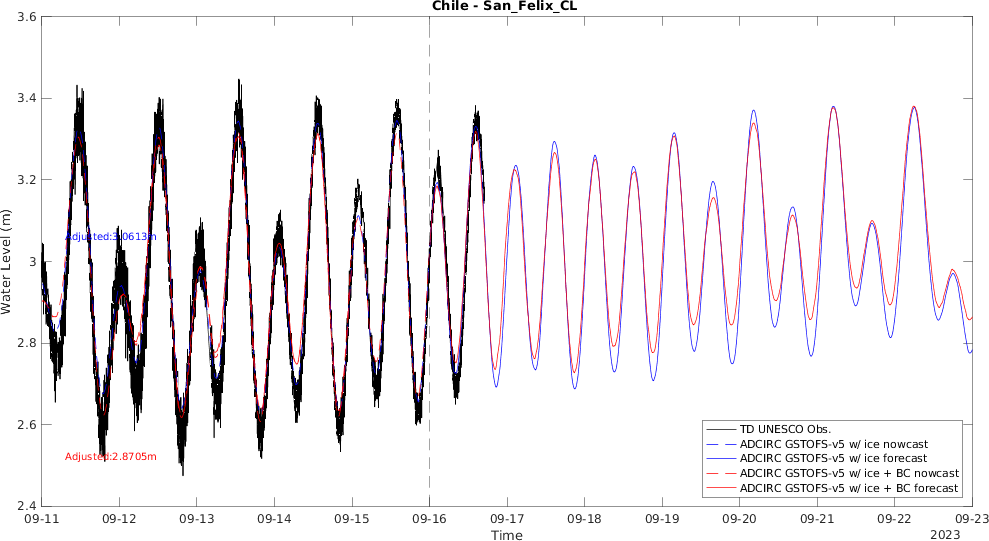 Chile - San_Felix_CL
3.6
3.4
3.2
3
2.8
2.6
2.4
Water Level (m)
Adjusted:3.0613m
Adjusted:2.8705m
TD UNESCO Obs.
ADCIRC GSTOFS-v5 w/ ice nowcast
ADCIRC GSTOFS-v5 w/ ice forecast
ADCIRC GSTOFS-v5 w/ ice + BC nowcast
ADCIRC GSTOFS-v5 w/ ice + BC forecast
09-11 09-12 09-13 09-14 09-15 09-16 09-17 09-18 09-19 09-20 09-21 09-22 09-23
Time
2023